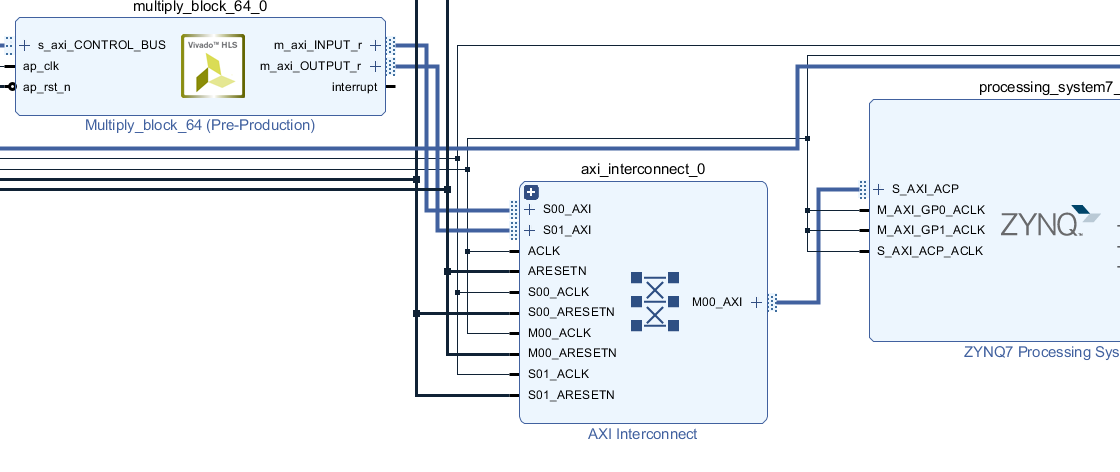 multiply_block_64_0
s_axi_CONTROL_BUS
ap_clk
ap_rst_n
Vivado™ HLS
m_axi_INPUT_r
m_axi_OUTPUT_r
interrupt
Multiply_block_64 (Pre-Production)
axi_interconnect_0
S00_AXI
S01_AXI
ACLK
ARESETN
S00_ACLK
S00_ARESETN
M00_ACLK
M00_ARESETN
S01_ACLK
S01_ARESETN
M00_AXI
AXI Interconnect
processing_system7_
S_AXI_ACP
M_AXI_GP0_ACLK
M_AXI_GP1_ACLK
S_AXI_ACP_ACLK
ZYNQ
ZYNQ7 Processing Sys